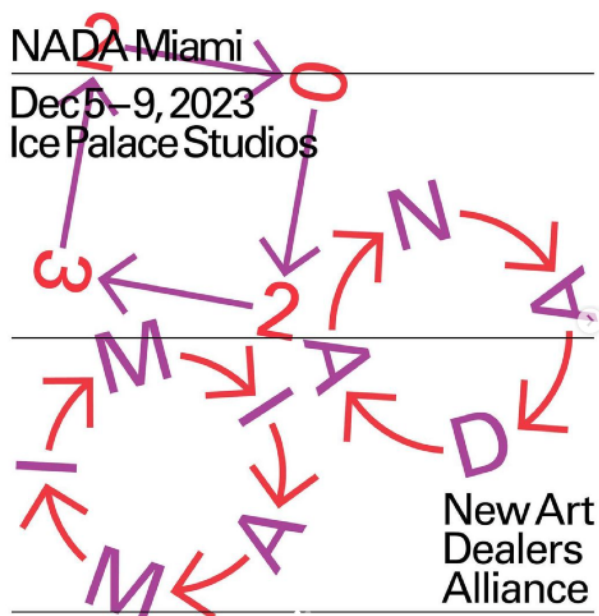 NADA Miami
Dec 5–9, 2023
Ice Palace Studios
2
0
2
3
N
A
D
A
M
I
A
M
I
New Art
Dealers
Alliance